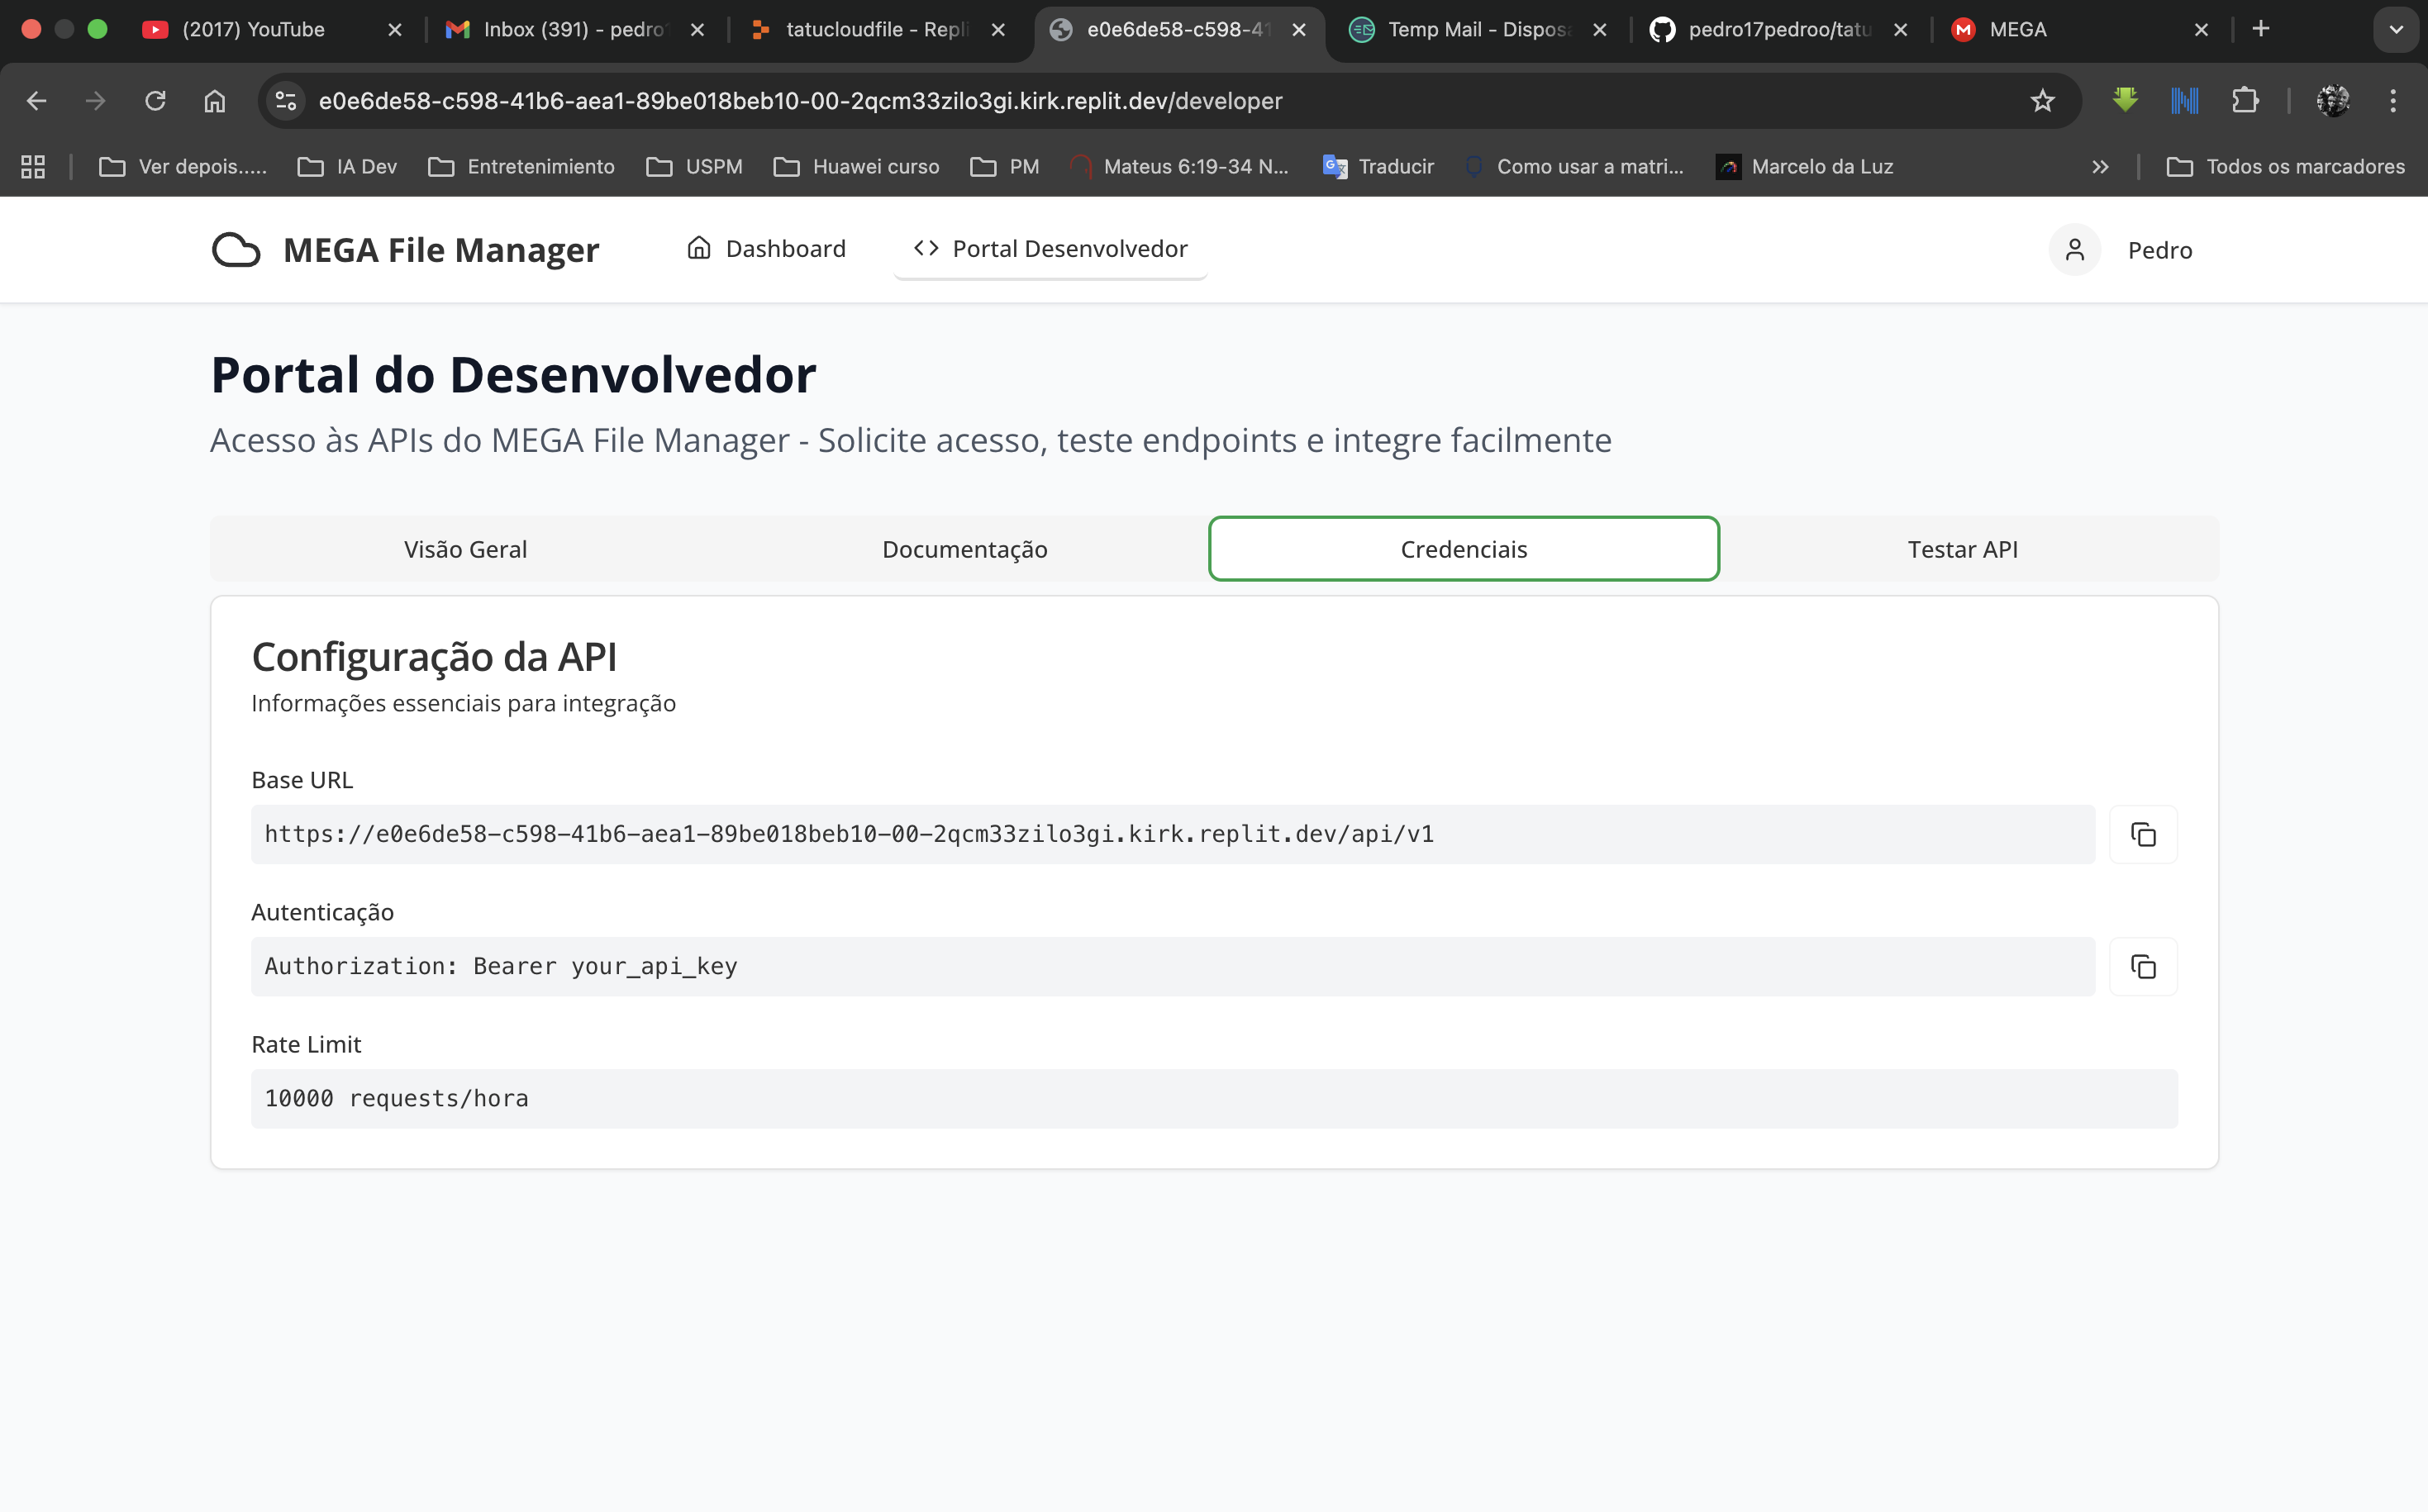 (2017) YouTube
Inbox (391) - pedro
tatucloudfile - Repli
e0e6de58-c598-41
Temp Mail - Dispos
pedro17pedroo/tatu
MEGA
e0e6de58-c598-41b6-aea1-89be018beb10-00-2qcm33zilo3gi.kirk.replit.dev/developer
Ver depois.....
IA Dev
Entretenimiento
USPM
Huawei curso
PM
Mateus 6:19-34 N...
Traducir
Como usar a matri...
Marcelo da Luz
Todos os marcadores
MEGA File Manager
Dashboard
Portal Desenvolvedor
Pedro
Portal do Desenvolvedor
Acesso às APIs do MEGA File Manager - Solicite acesso, teste endpoints e integre facilmente
Visão Geral
Documentação
Credenciais
Testar API
Configuração da API
Informações essenciais para integração
Base URL
https://e0e6de58-c598-41b6-aea1-89be018beb10-00-2qcm33zilo3gi.kirk.replit.dev/api/v1
Autenticação
Authorization: Bearer your_api_key
Rate Limit
10000 requests/hora